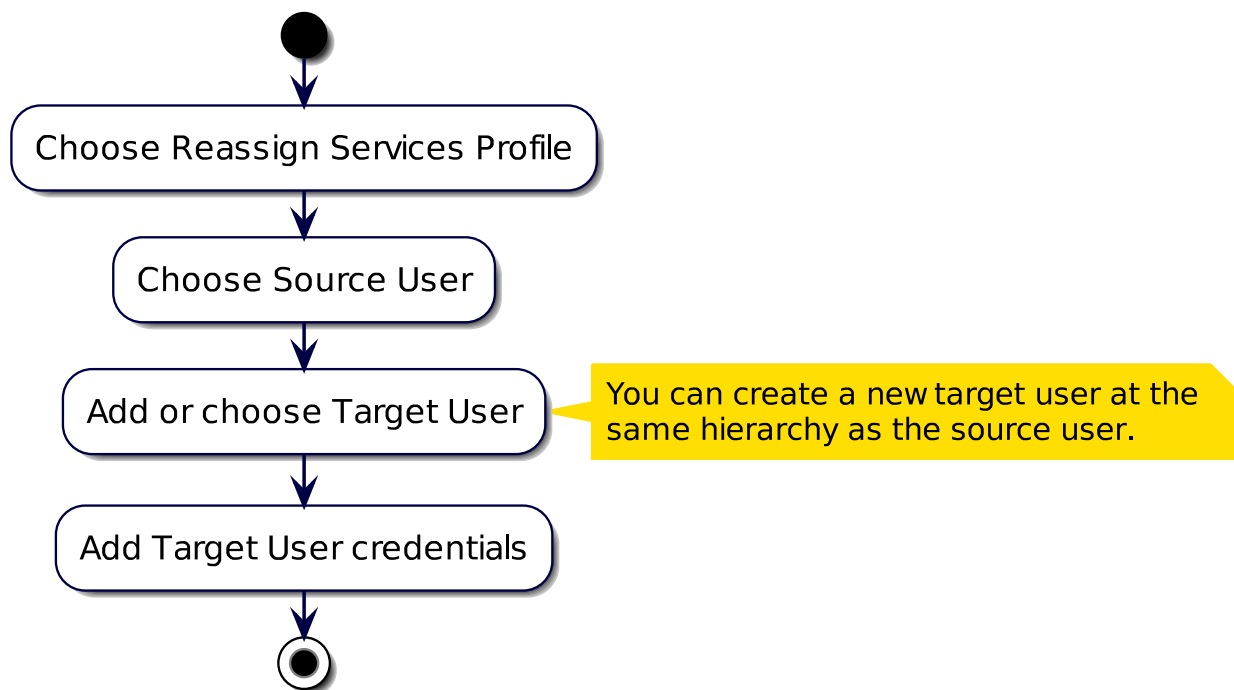 Choose Reassign Services Profile
Choose Source User
Add or choose Target User
You can create a new target user at the
same hierarchy as the source user.
Add Target User credentials